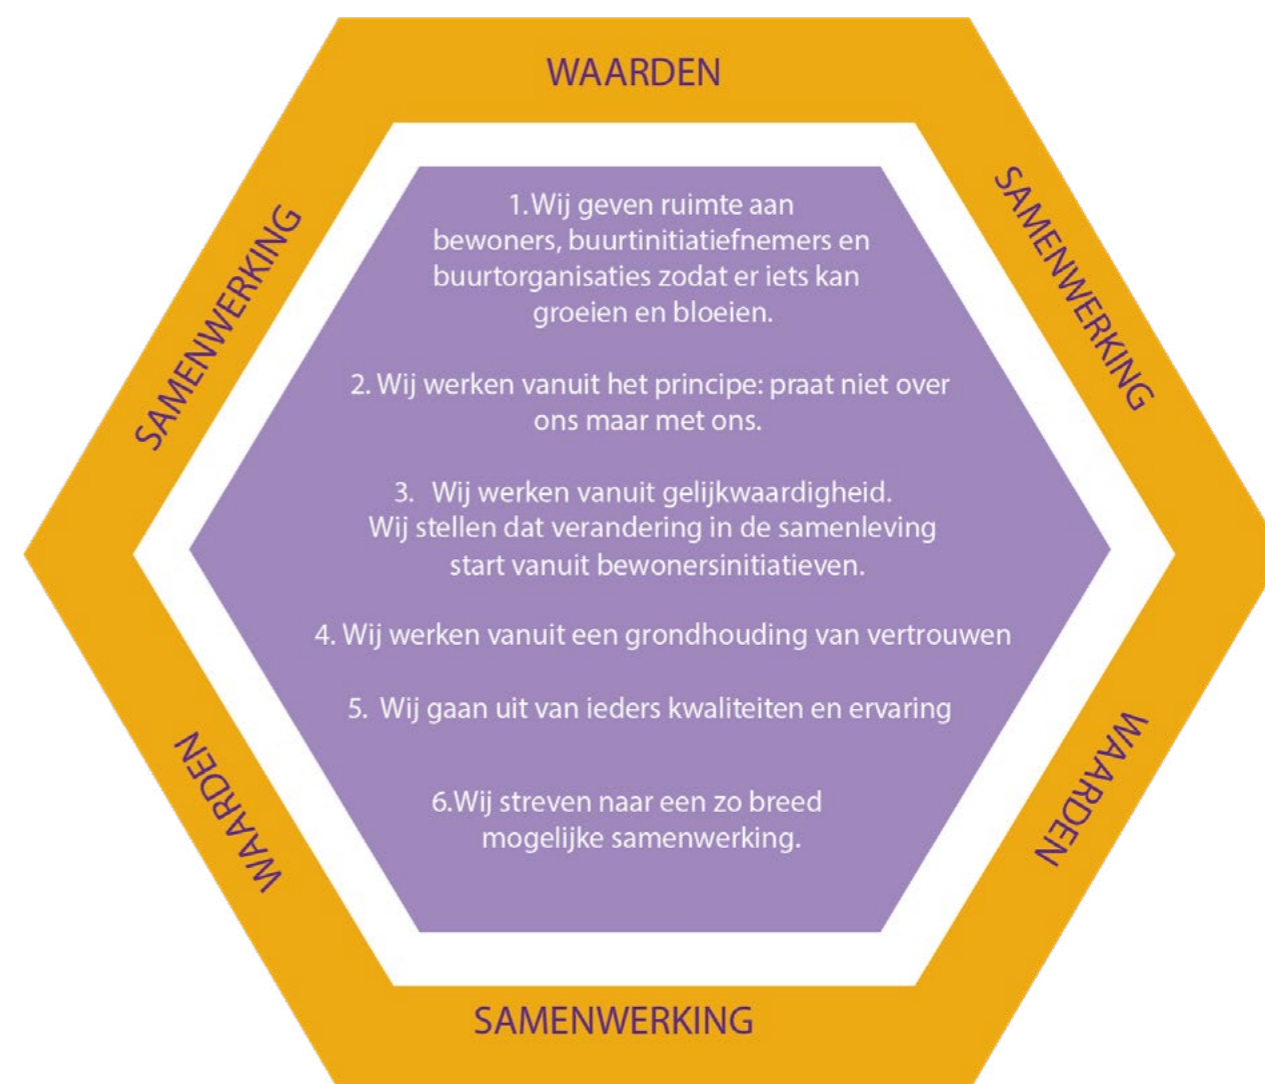 WAARDEN
SAMENWERKING
SAMENWERKING
1.Wij geven ruimte aan
bewoners, buurtinitiatiefnemers en
buurtorganisaties zodat er iets kan
groeien en bloeien.
2. Wij werken vanuit het principe: praat niet over
ons maar met ons.
3. Wij werken vanuit gelijkwaardigheid.
Wij stellen dat verandering in de samenleving
start vanuit bewonersinitiatieven.
4. Wij werken vanuit een grondhouding van vertrouwen
5. Wij gaan uit van ieders kwaliteiten en ervaring
6.Wij streven naar een zo breed
mogelijke samenwerking.
WAARDEN
WAARDEN
SAMENWERKING